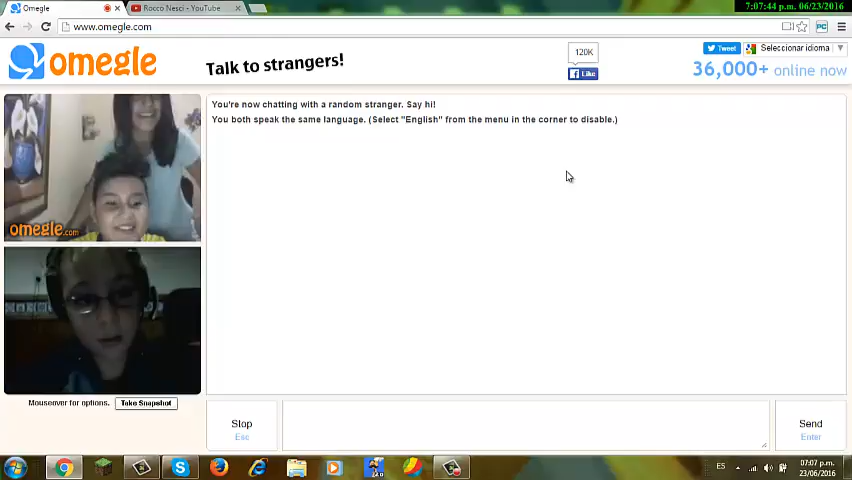 Omegle
Rocco Nesci - YouTube
7:07:44 p.m. 06/23/2016
www.omegle.com
PC
omegle
Talk to strangers!
120K
Like
Tweet
Seleccionar idioma
36,000+ online now
You're now chatting with a random stranger. Say hi!
You both speak the same language. (Select "English" from the menu in the corner to disable.)
omegle.com
Mouseover for options.
Take Snapshot
Stop
Esc
Send
Enter
ES
07:07 p.m.
23/06/2016